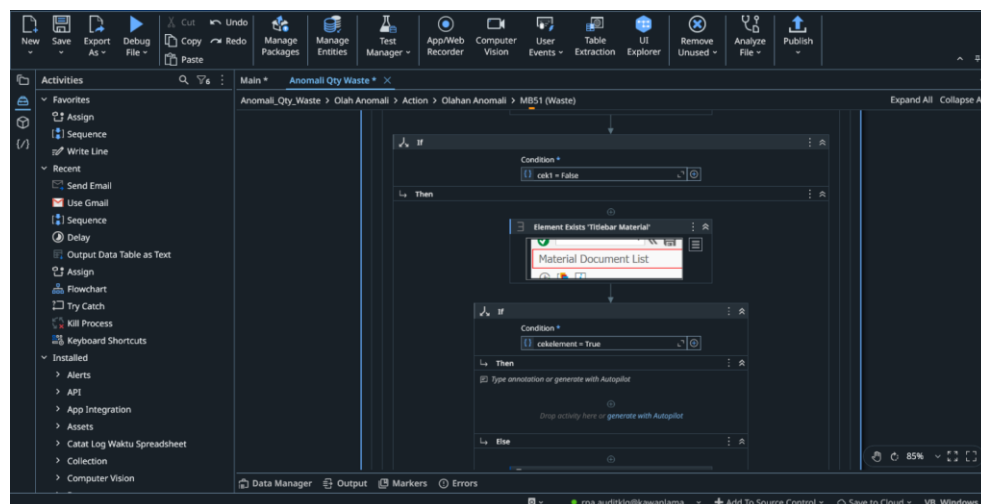 New Save Export As Debug File Cut Copy Paste Undo Redo Manage Packages Manage Entities Test Manager App/Web Recorder Computer Vision User Events Table Extraction UI Explorer Remove Unused Analyze File Publish
Activities
Main * Anomali Qty Waste *
Anomali_Qty_Waste > Olah Anomali > Action > Olahan Anomali > MB51 (Waste)
Expand All Collapse A
Favorites
Assign
Sequence
Write Line
Recent
Send Email
Use Gmail
Sequence
Delay
Output Data Table as Text
Assign
Flowchart
Try Catch
Kill Process
Keyboard Shortcuts
Installed
Alerts
API
App Integration
Assets
Catat Log Waktu Spreadsheet
Collection
Computer Vision
If
Condition *
cek1 = False
Then
Element Exists 'Titlebar Material'
Material Document List
If
Condition *
cekelement = True
Then
Type annotation or generate with Autopilot
Drop activity here or generate with Autopilot
Else
85%
Data Manager Output Markers Errors
Add To Source Control Save to Cloud VB Windows